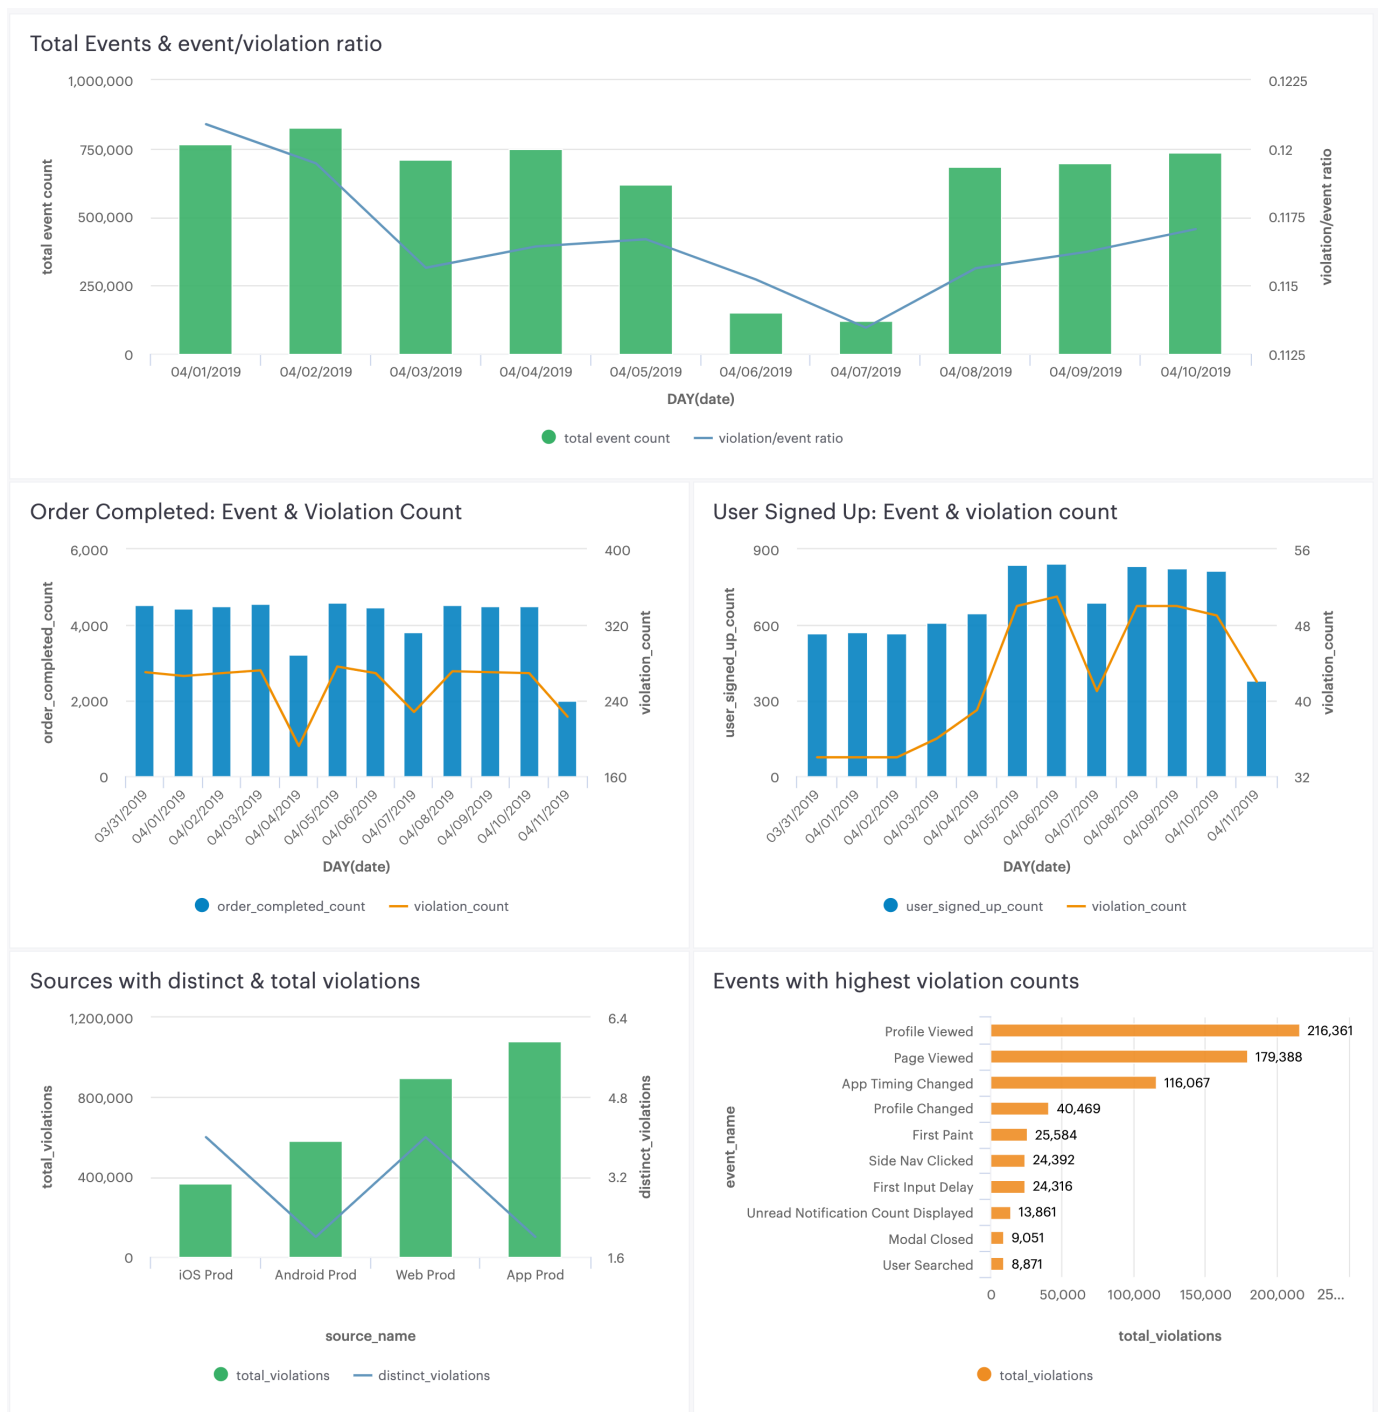 Total Events & event/violation ratio
1,000,000
750,000
500,000
250,000
0
total event count
0.1225
0.12
0.1175
0.115
0.1125
violation/event ratio
04/01/2019 04/02/2019 04/03/2019 04/04/2019 04/05/2019 04/06/2019 04/07/2019 04/08/2019 04/09/2019 04/10/2019
DAY(date)
total event count violation/event ratio
Order Completed: Event & Violation Count
6,000
4,000
2,000
0
order_completed_count
400
320
240
160
violation_count
03/31/2019 04/01/2019 04/02/2019 04/03/2019 04/04/2019 04/05/2019 04/06/2019 04/07/2019 04/08/2019 04/09/2019 04/10/2019 04/11/2019
DAY(date)
order_completed_count violation_count
User Signed Up: Event & violation count
900
600
300
0
user_signed_up_count
56
48
40
32
violation_count
03/31/2019 04/01/2019 04/02/2019 04/03/2019 04/04/2019 04/05/2019 04/06/2019 04/07/2019 04/08/2019 04/09/2019 04/10/2019 04/11/2019
DAY(date)
user_signed_up_count violation_count
Sources with distinct & total violations
1,200,000
800,000
400,000
0
total_violations
6.4
4.8
3.2
1.6
distinct_violations
iOS Prod Android Prod Web Prod App Prod
source_name
total_violations distinct_violations
Events with highest violation counts
event_name
Profile Viewed 216,361
Page Viewed 179,388
App Timing Changed 116,067
Profile Changed 40,469
First Paint 25,584
Side Nav Clicked 24,392
First Input Delay 24,316
Unread Notification Count Displayed 13,861
Modal Closed 9,051
User Searched 8,871
0 50,000 100,000 150,000 200,000 25...
total_violations
total_violations